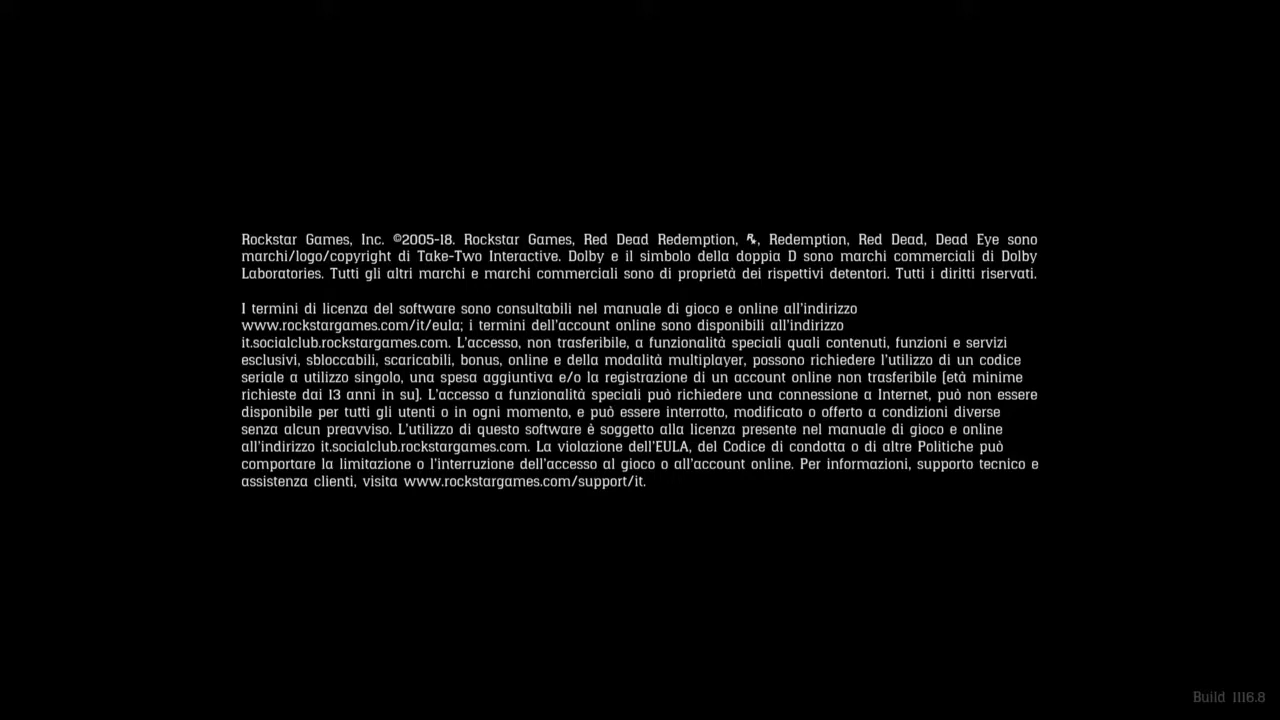 Rockstar Games, Inc. ©2005-18. Rockstar Games, Red Dead Redemption, R*, Redemption, Red Dead, Dead Eye sono
marchi/logo/copyright di Take-Two Interactive. Dolby e il simbolo della doppia D sono marchi commerciali di Dolby
Laboratories. Tutti gli altri marchi e marchi commerciali sono di proprietà dei rispettivi detentori. Tutti i diritti riservati.
I termini di licenza del software sono consultabili nel manuale di gioco e online all'indirizzo
www.rockstargames.com/it/eula; i termini dell'account online sono disponibili all'indirizzo
it.socialclub.rockstargames.com. L'accesso, non trasferibile, a funzionalità speciali quali contenuti, funzioni e servizi
esclusivi, sbloccabili, scaricabili, bonus, online e della modalità multiplayer, possono richiedere l'utilizzo di un codice
seriale a utilizzo singolo, una spesa aggiuntiva e/o la registrazione di un account online non trasferibile (età minime
richieste dai 13 anni in su). L'accesso a funzionalità speciali può richiedere una connessione a Internet, può non essere
disponibile per tutti gli utenti o in ogni momento, e può essere interrotto, modificato o offerto a condizioni diverse
senza alcun preavviso. L'utilizzo di questo software è soggetto alla licenza presente nel manuale di gioco e online
all'indirizzo it.socialclub.rockstargames.com. La violazione dell'EULA, del Codice di condotta o di altre Politiche può
comportare la limitazione o l'interruzione dell'accesso al gioco o all'account online. Per informazioni, supporto tecnico e
assistenza clienti, visita www.rockstargames.com/support/it.
Build 1116.8